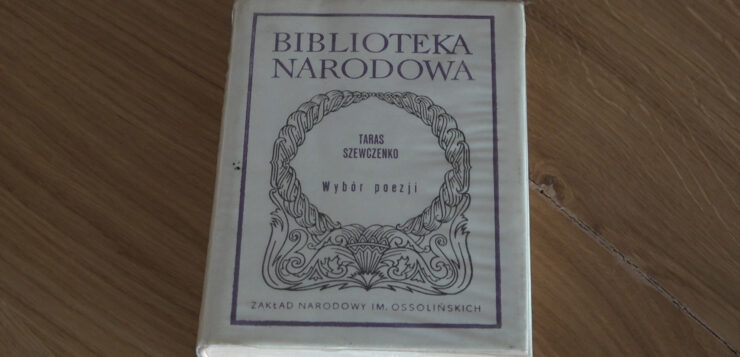 BIBLIOTEKA
NARODOWA
TARAS
SZEWCZENKO
Wybór poezji
ZAKŁAD NARODOWY IM. OSSOLIŃSKICH